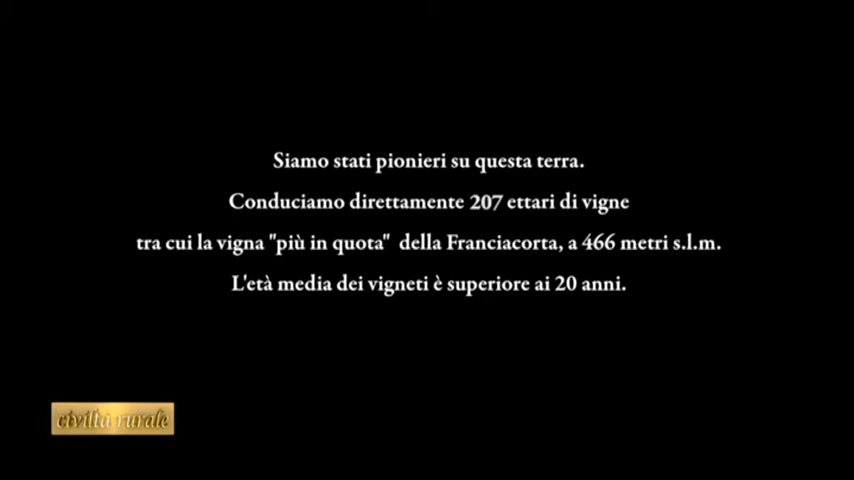 Siamo stati pionieri su questa terra.
Conduciamo direttamente 207 ettari di vigne
tra cui la vigna "più in quota" della Franciacorta, a 466 metri s.l.m.
L'età media dei vigneti è superiore ai 20 anni.
civiltà rurale